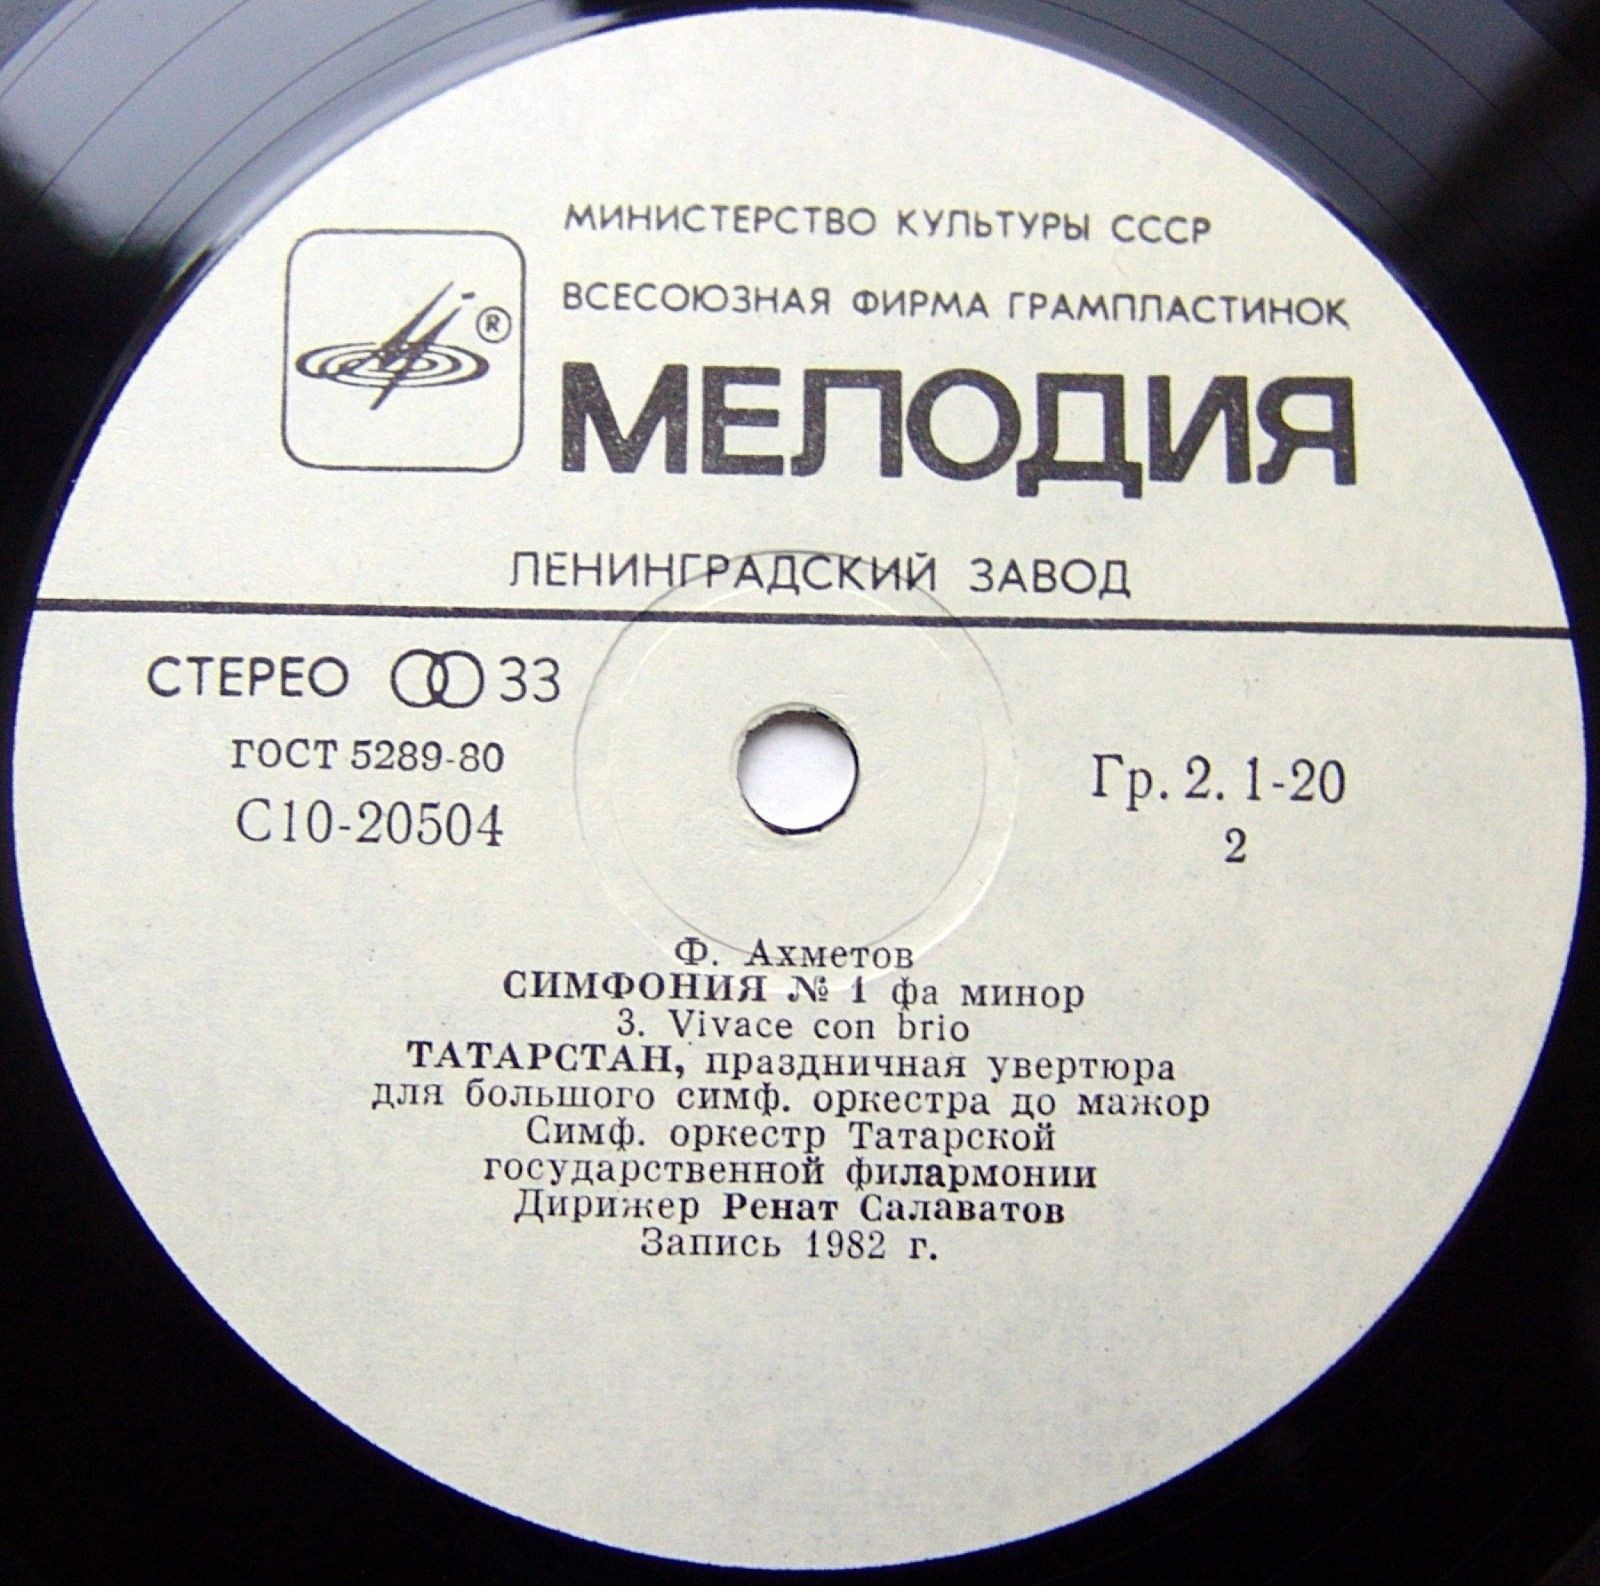 МИНИСТЕРСТВО КУЛЬТУРЫ СССР
ВСЕСОЮЗНАЯ ФИРМА ГРАМПЛАСТИНОК
®
МЕЛОДИЯ
ЛЕНИНГРАДСКИЙ ЗАВОД
СТЕРЕО 33
ГОСТ 5289-80
С10-20504
Гр. 2. 1-20
2
Ф. Ахметов
СИМФОНИЯ № 1 фа минор
3. Vivace con brio
ТАТАРСТАН, праздничная увертюра
для большого симф. оркестра до мажор
Симф. оркестр Татарской
государственной филармонии
Дирижер Ренат Салаватов
Запись 1982 г.